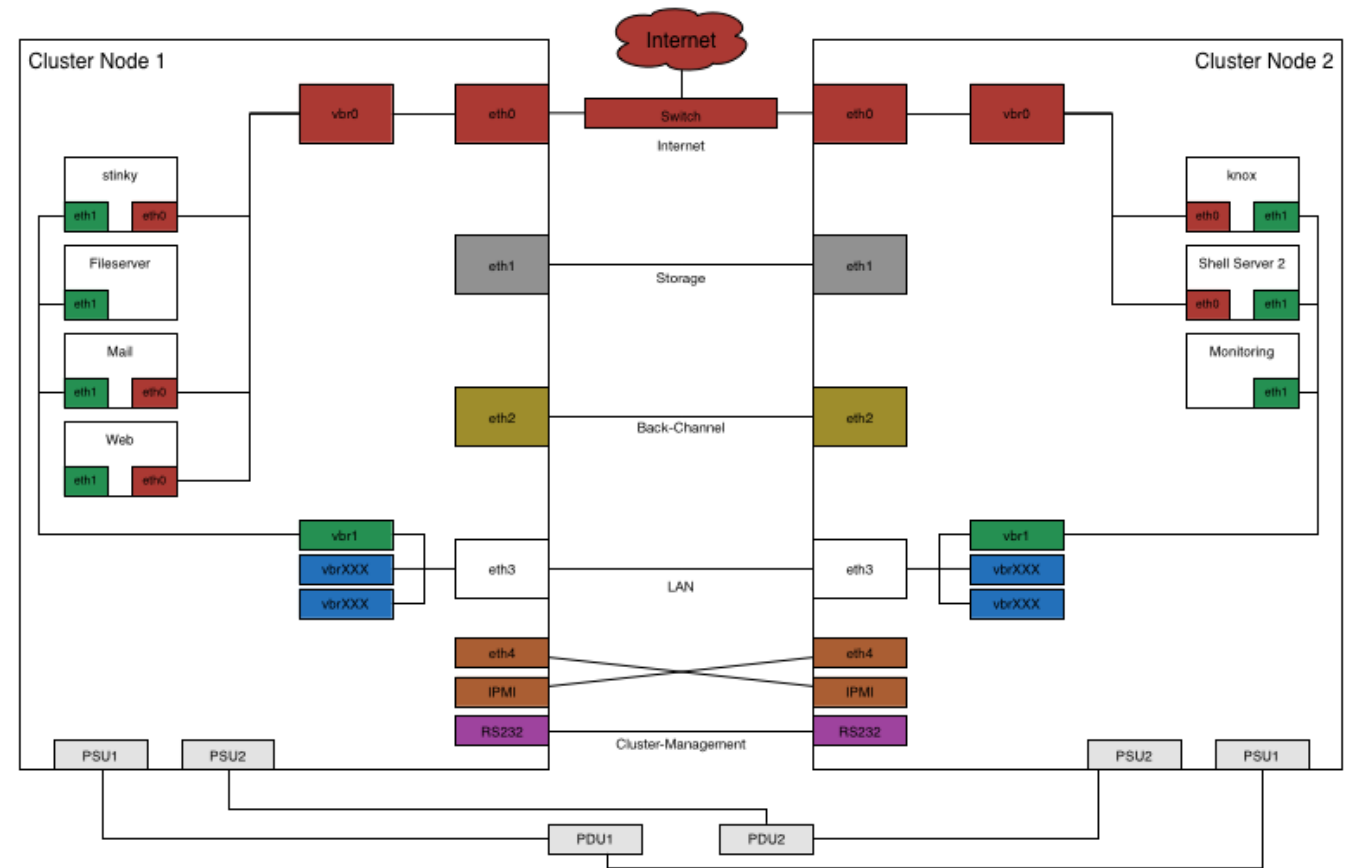 Internet
Cluster Node 1
Cluster Node 2
vbr0
eth0
Switch
eth0
vbr0
Internet
stinky
eth1
eth0
knox
eth0
eth1
Fileserver
eth1
eth1
Storage
eth1
Shell Server 2
eth0
eth1
Mail
eth1
eth0
Monitoring
eth1
Web
eth1
eth0
eth2
Back-Channel
eth2
vbr1
vbrXXX
vbrXXX
eth3
LAN
eth3
vbr1
vbrXXX
vbrXXX
eth4
IPMI
RS232
Cluster-Management
eth4
IPMI
RS232
PSU1
PSU2
PSU2
PSU1
PDU1
PDU2